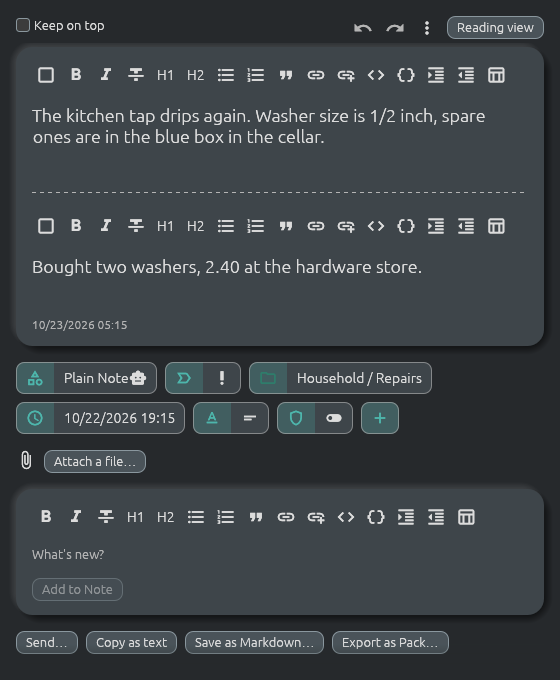 Keep on top
Reading view
B I H1 H2
The kitchen tap drips again. Washer size is 1/2 inch, spare
ones are in the blue box in the cellar.
B I H1 H2
Bought two washers, 2.40 at the hardware store.
10/23/2026 05:15
Plain Note
Household / Repairs
10/22/2026 19:15
Attach a file…
B I H1 H2
What's new?
Add to Note
Send… Copy as text Save as Markdown… Export as Pack…